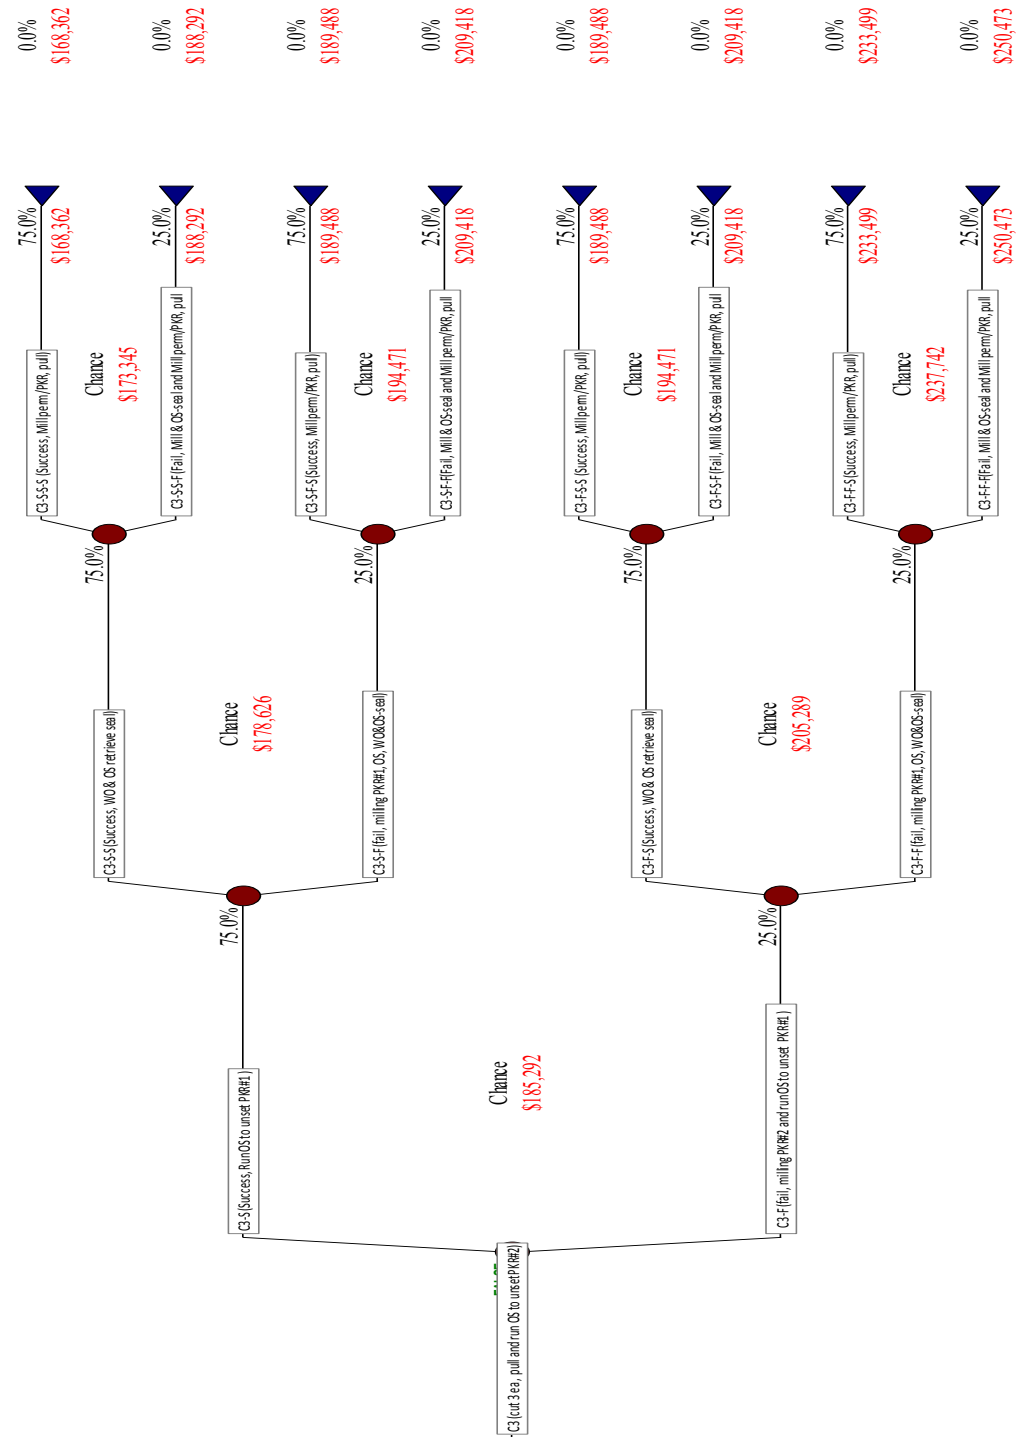 C3 (cut 3 ea, pull and run OS to unset PKR#2)
Chance
$185,292
C3-S (Success, Run OS to unset PKR#1)
75.0%
Chance
$178,626
C3-S-S (Success, WO & OS retrieve seal)
75.0%
Chance
$173,345
C3-S-S-S (Success, Mill perm/PKR, pull)
75.0%
$168,362
0.0%
$168,362
C3-S-S-F (Fail, Mill & OS-seal and Mill perm/PKR, pull
25.0%
$188,292
0.0%
$188,292
C3-S-F (fail, milling PKR#1, OS, WO&OS-seal)
25.0%
Chance
$194,471
C3-S-F-S (Success, Mill perm/PKR, pull)
75.0%
$189,488
0.0%
$189,488
C3-S-F-F (Fail, Mill & OS-seal and Mill perm/PKR, pull
25.0%
$209,418
0.0%
$209,418
C3-F (fail, milling PKR#2 and run OS to unset PKR#1)
25.0%
Chance
$205,289
C3-F-S (Success, WO & OS retrieve seal)
75.0%
Chance
$194,471
C3-F-S-S (Success, Mill perm/PKR, pull)
75.0%
$189,488
0.0%
$189,488
C3-F-S-F (Fail, Mill & OS-seal and Mill perm/PKR, pull
25.0%
$209,418
0.0%
$209,418
C3-F-F (fail, milling PKR#1, OS, WO&OS-seal)
25.0%
Chance
$237,742
C3-F-F-S (Success, Mill perm/PKR, pull)
75.0%
$233,499
0.0%
$233,499
C3-F-F-F (Fail, Mill & OS-seal and Mill perm/PKR, pull
25.0%
$250,473
0.0%
$250,473